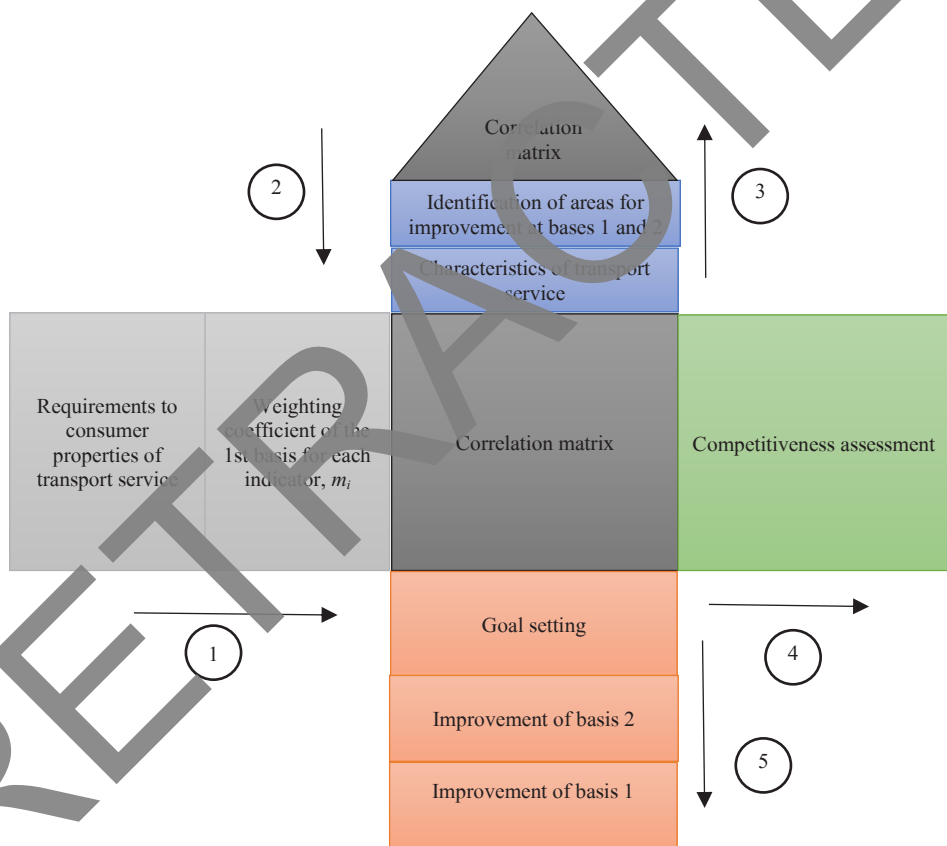 Correlation
matrix
2
3
Identification of areas for
improvement at bases 1 and 2
Characteristics of transport
service
Requirements to
consumer
properties of
transport service
Weighting
coefficient of the
1st basis for each
indicator, mᵢ
Correlation matrix
Competitiveness assessment
Goal setting
1
4
Improvement of basis 2
5
Improvement of basis 1
RETRACTE